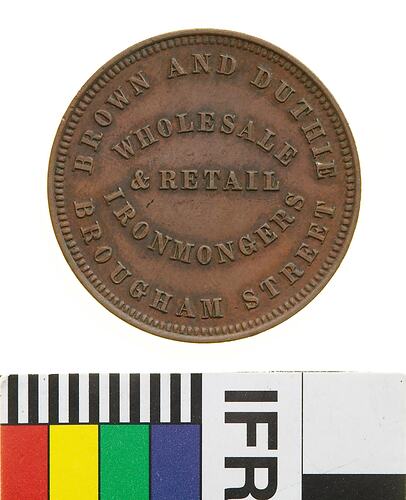 BROWN AND DUTHIE
WHOLESALE
& RETAIL
IRONMONGERS
BROUGHAM STREET
IFR